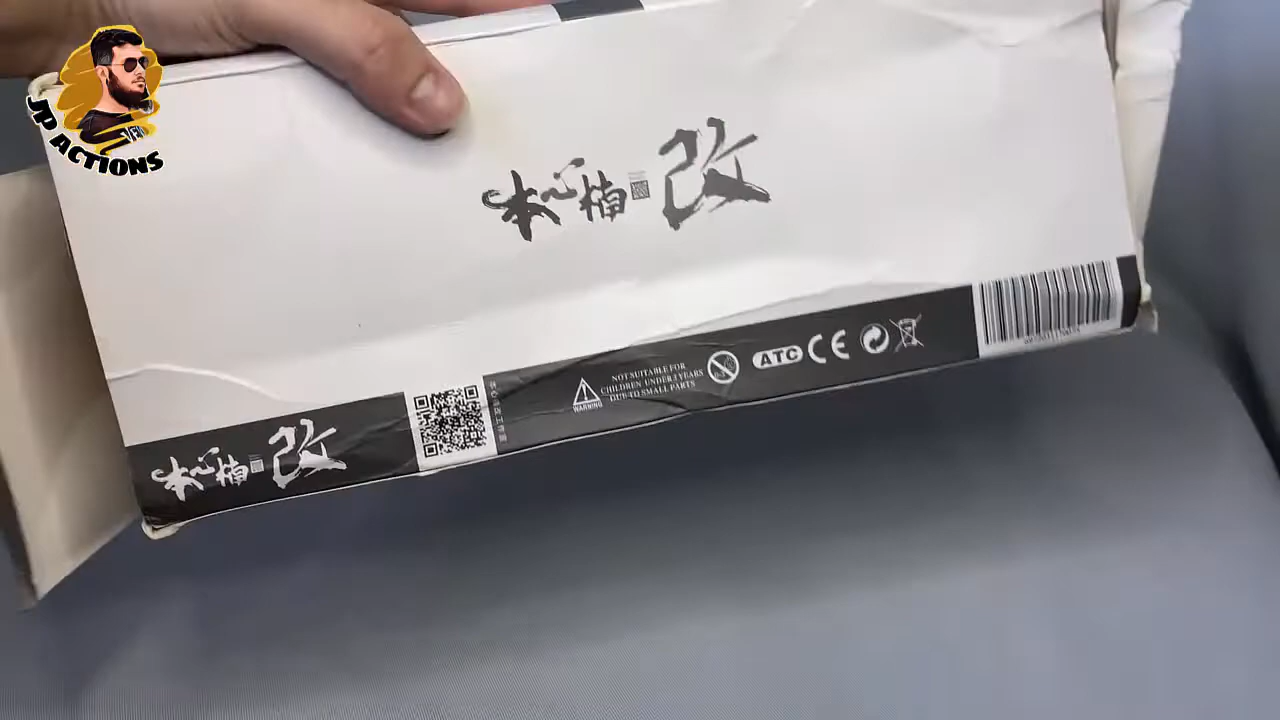 JP ACTIONS
本心楠 改
本心楠 改
WARNING
NOT SUITABLE FOR
CHILDREN UNDER 3 YEARS
DUE TO SMALL PARTS
ATC CE